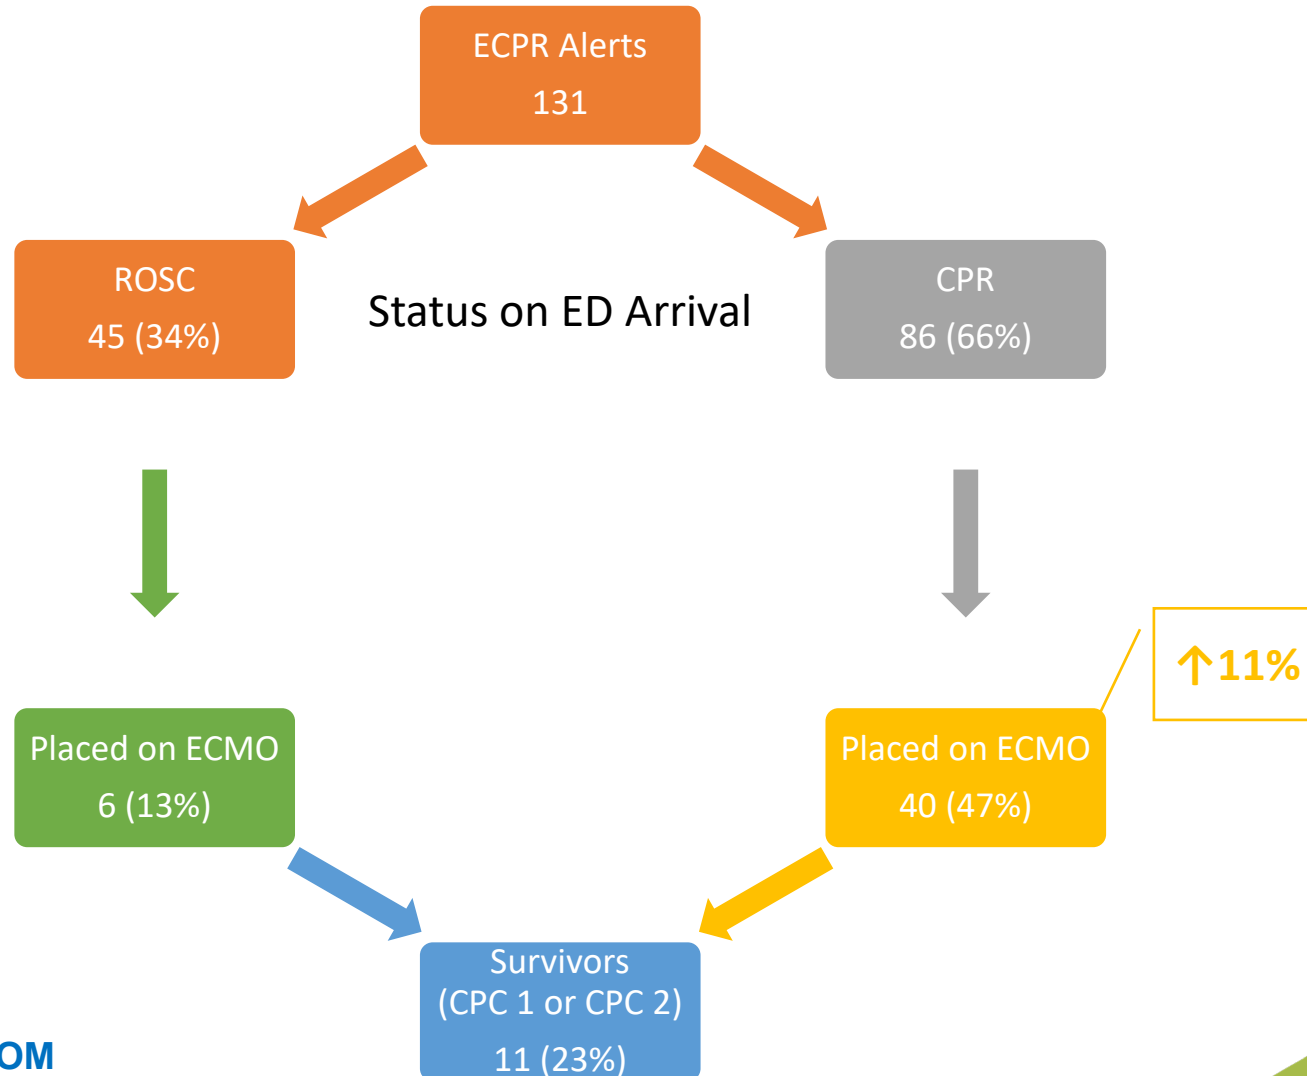 ECPR Alerts
131
ROSC
45 (34%)
Status on ED Arrival
CPR
86 (66%)
↑11%
Placed on ECMO
6 (13%)
Placed on ECMO
40 (47%)
Survivors
(CPC 1 or CPC 2)
11 (23%)
OM